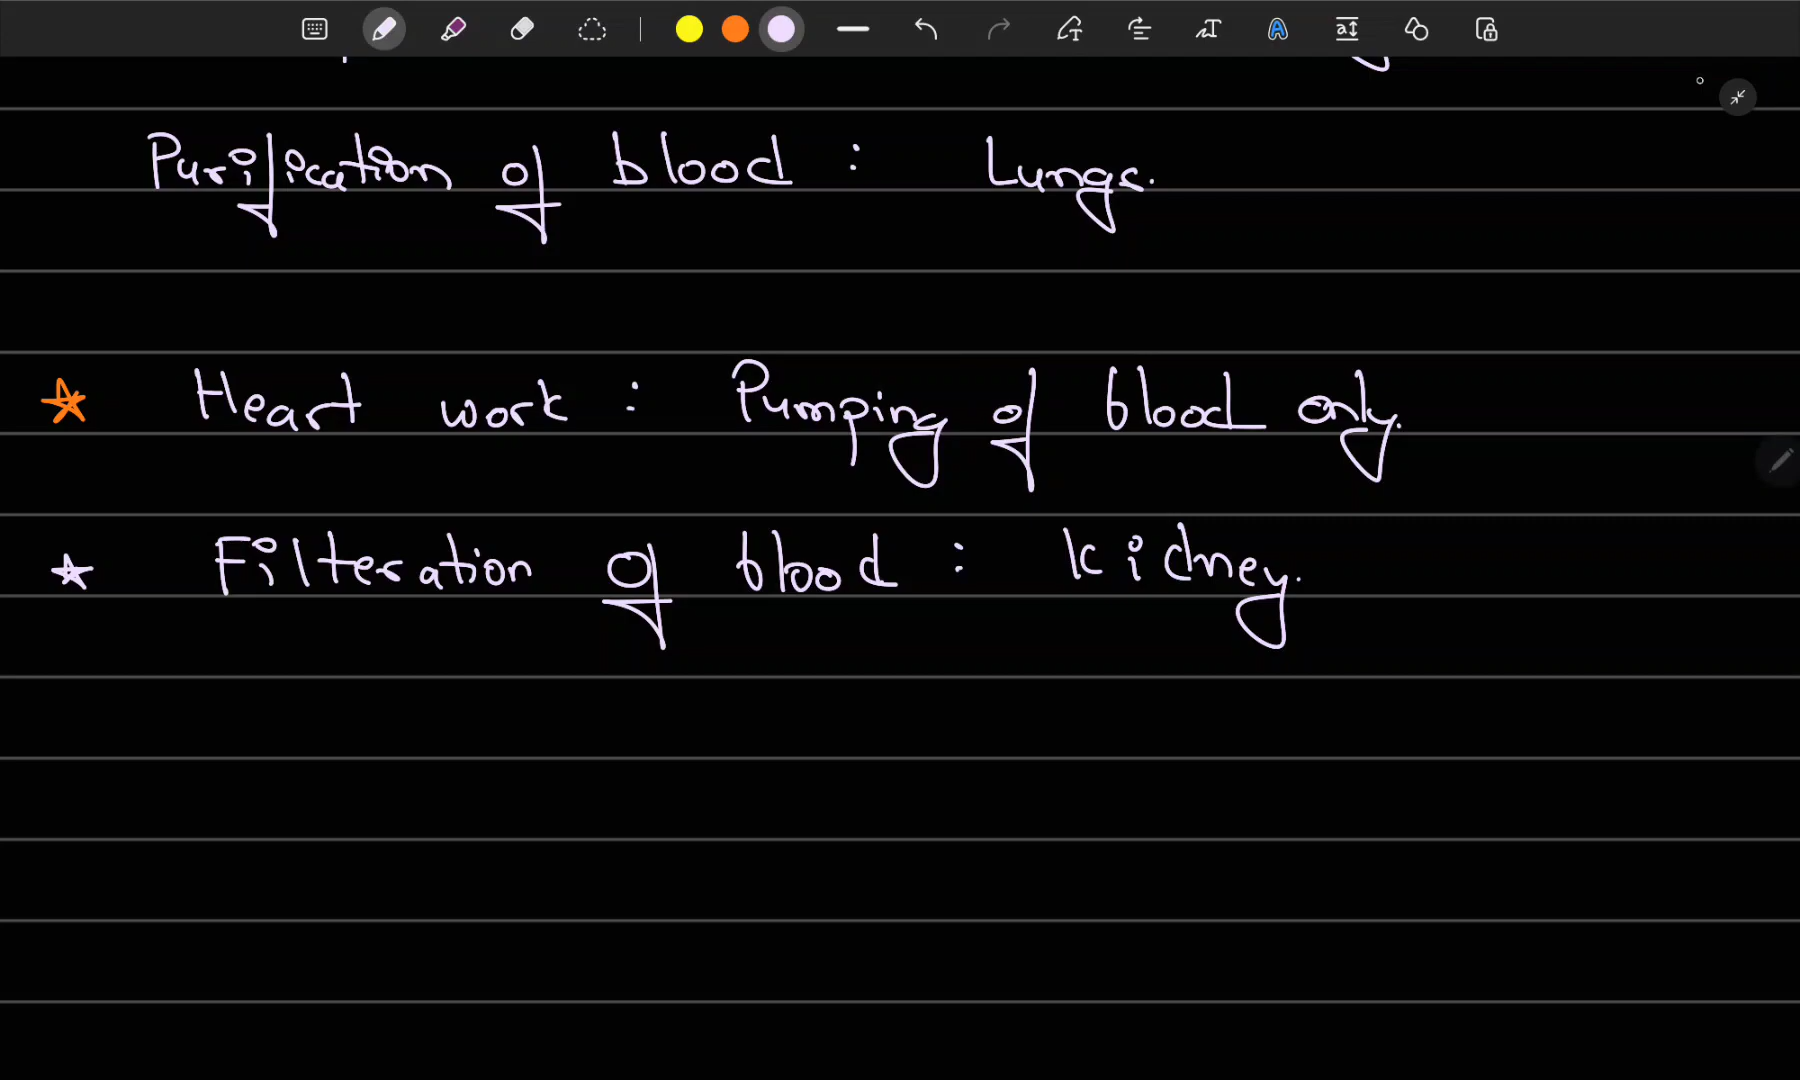 Purification of blood : Lungs.
☆ Heart work : Pumping of blood only.
☆ Filteration of blood : kidney.